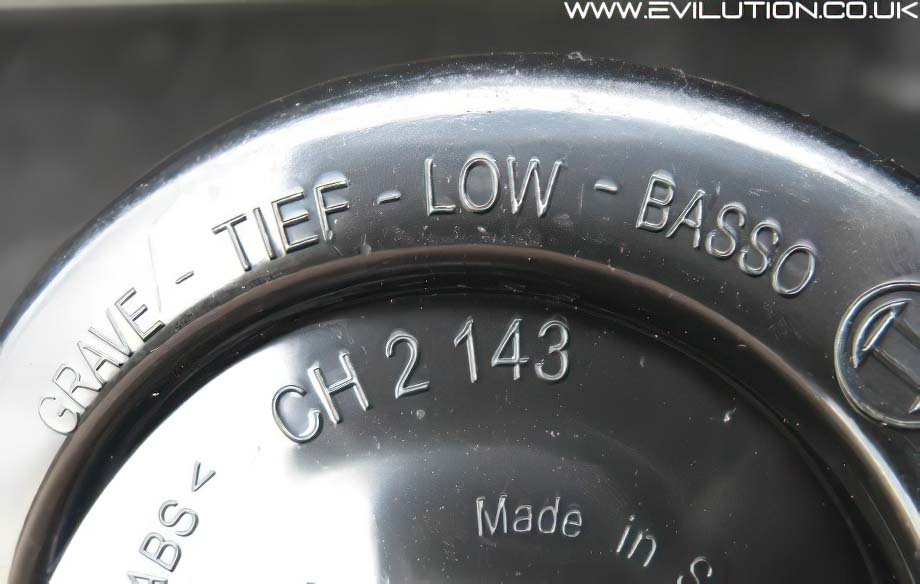 WWW.EVILUTION.CO.UK
GRAVE - TIEF - LOW - BASSO
CH 2 143
ABS<
Made in